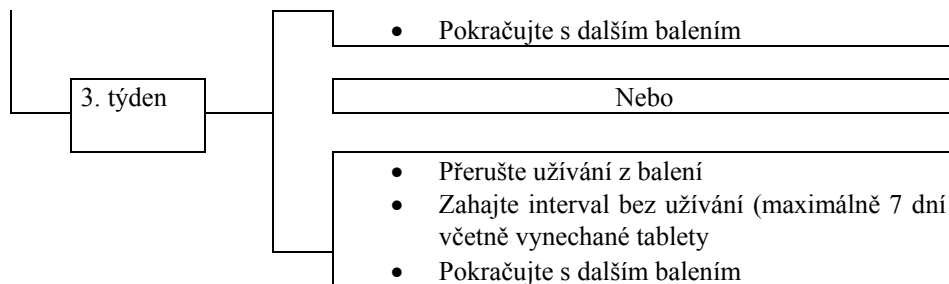 • Pokračujte s dalším balením
3. týden
Nebo
• Přerušte užívání z balení
• Zahajte interval bez užívání (maximálně 7 dní
včetně vynechané tablety
• Pokračujte s dalším balením